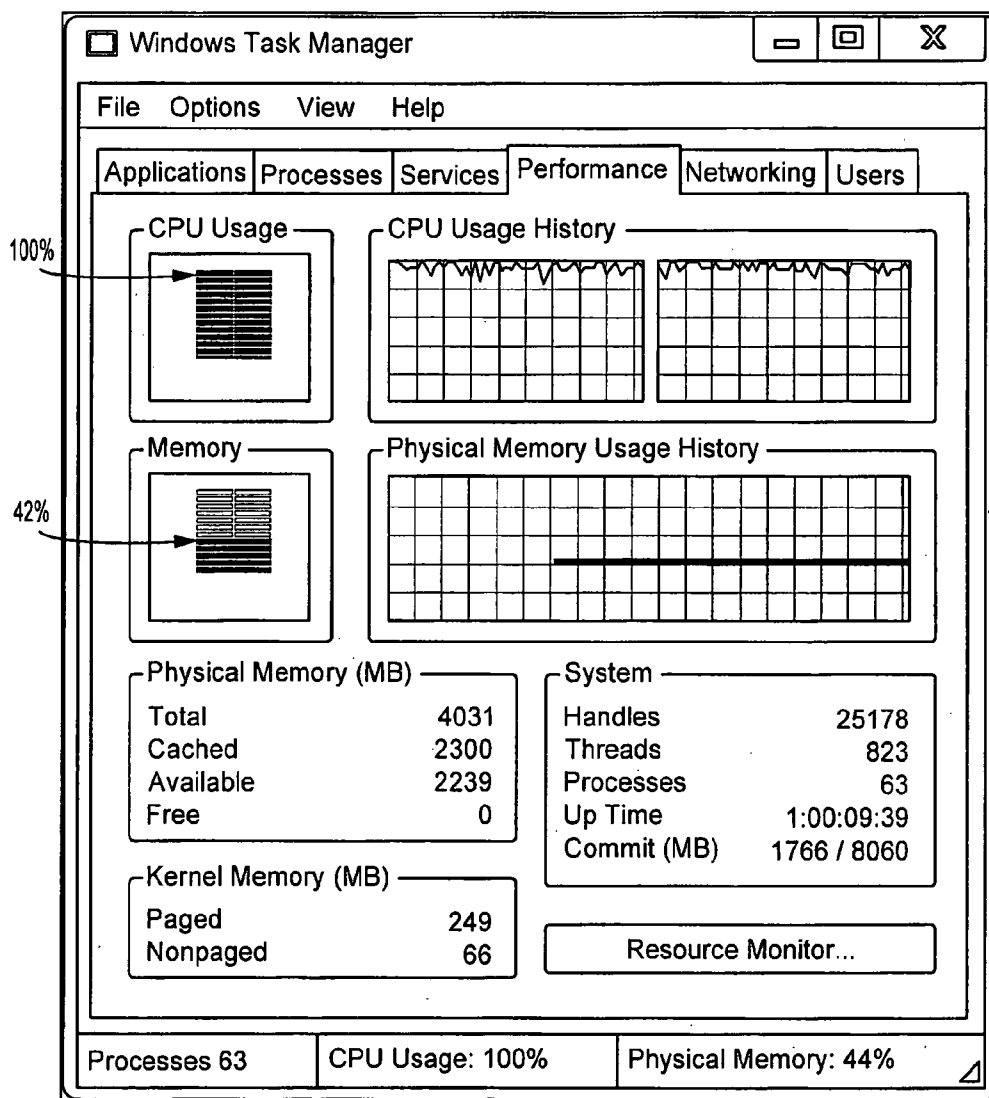 Windows Task Manager
File Options View Help
Applications Processes Services Performance Networking Users
CPU Usage
CPU Usage History
100%
Memory
Physical Memory Usage History
42%
Physical Memory (MB)
Total 4031
Cached 2300
Available 2239
Free 0
System
Handles 25178
Threads 823
Processes 63
Up Time 1:00:09:39
Commit (MB) 1766 / 8060
Kernel Memory (MB)
Paged 249
Nonpaged 66
Resource Monitor...
Processes 63 CPU Usage: 100% Physical Memory: 44%